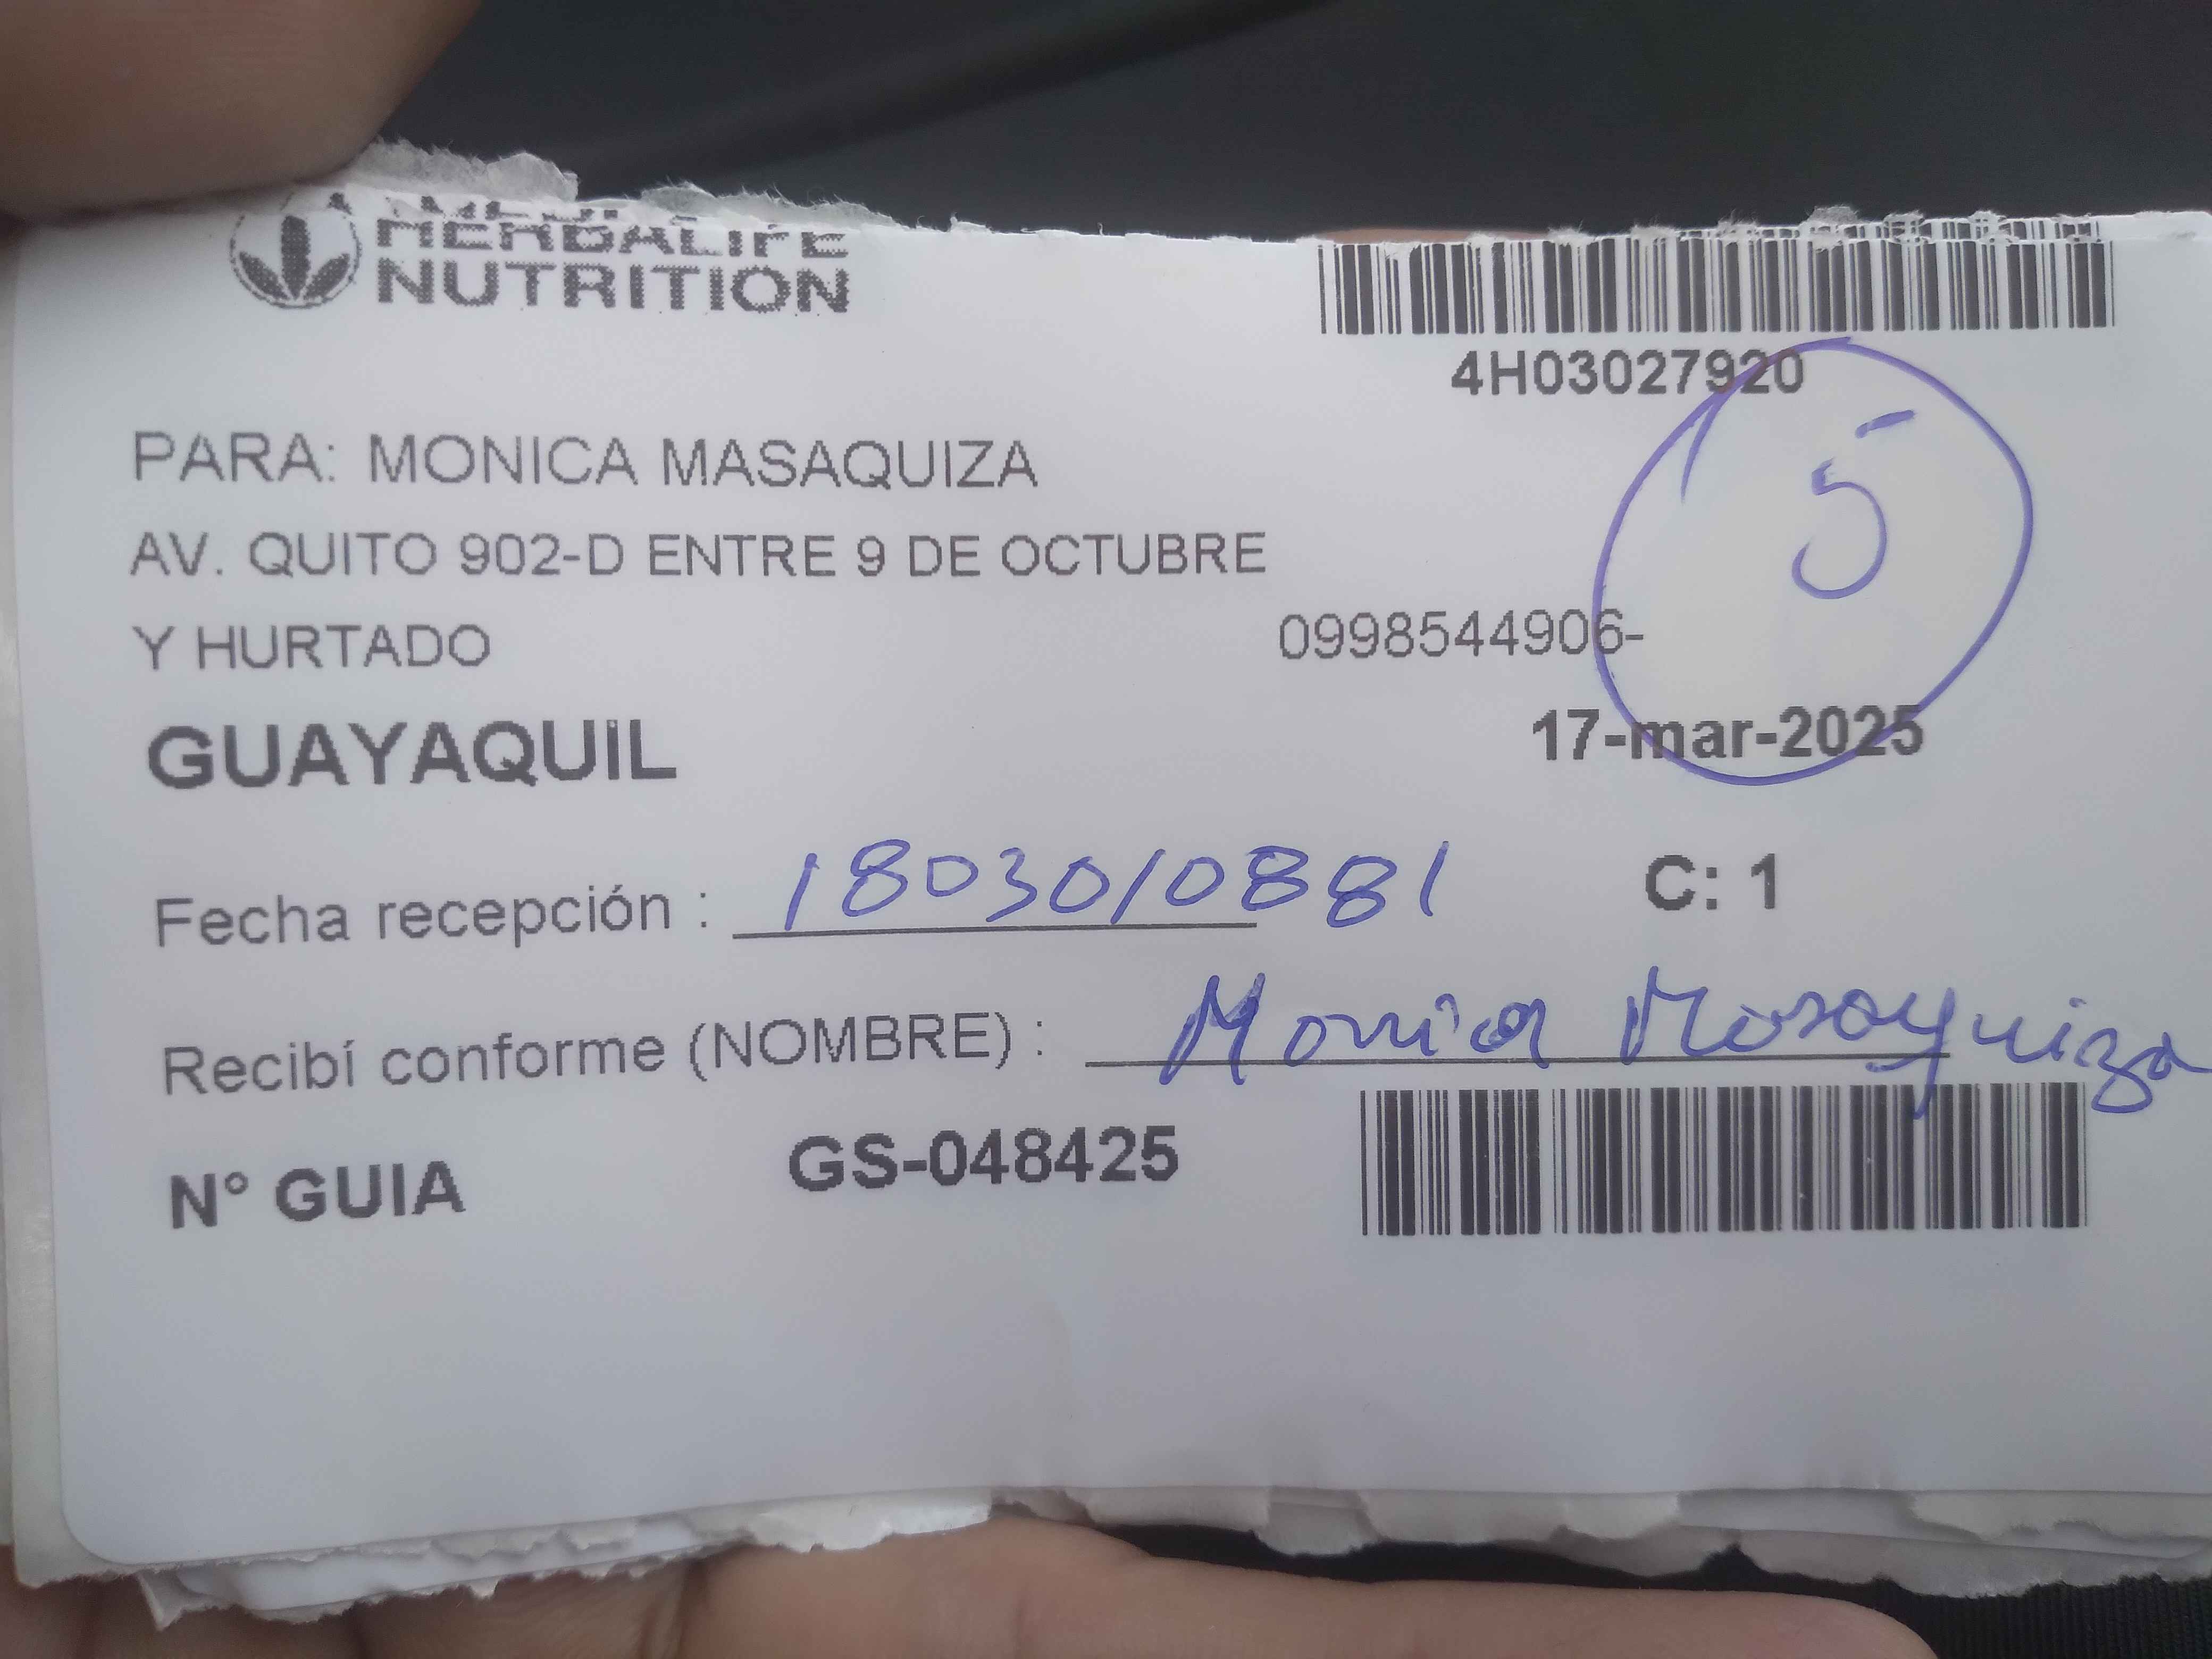 HERBALIFE
NUTRITION
4H03027920
5
PARA: MONICA MASAQUIZA
AV. QUITO 902-D ENTRE 9 DE OCTUBRE
Y HURTADO
0998544906-
GUAYAQUIL
17-mar-2025
Fecha recepción : 1803010881
C: 1
Recibí conforme (NOMBRE) : Monica Masaquiza
N° GUIA GS-048425